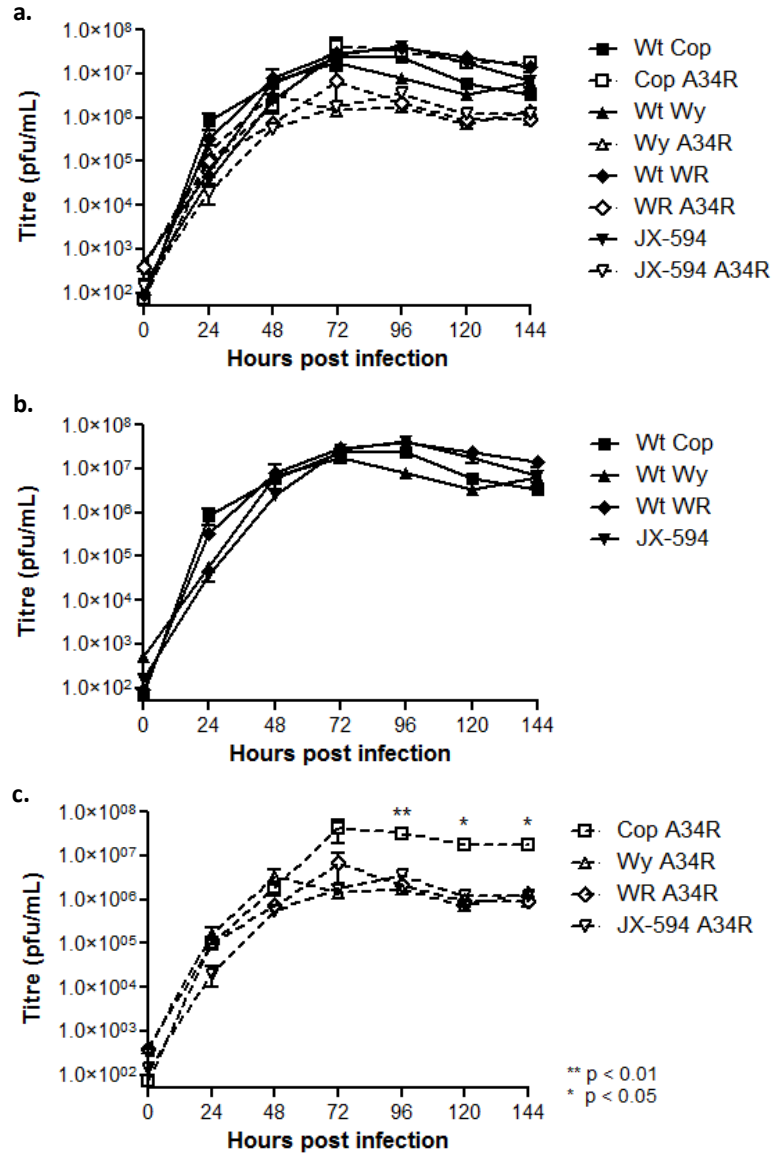 a.
1.0×10⁸
1.0×10⁷
1.0×10⁶
1.0×10⁵
1.0×10⁴
1.0×10³
1.0×10²
Titre (pfu/mL)
0 24 48 72 96 120 144
Hours post infection
Wt Cop
Cop A34R
Wt Wy
Wy A34R
Wt WR
WR A34R
JX-594
JX-594 A34R
b.
1.0×10⁸
1.0×10⁷
1.0×10⁶
1.0×10⁵
1.0×10⁴
1.0×10³
1.0×10²
Titre (pfu/mL)
0 24 48 72 96 120 144
Hours post infection
Wt Cop
Wt Wy
Wt WR
JX-594
c.
1.0×10⁰⁸
1.0×10⁰⁷
1.0×10⁰⁶
1.0×10⁰⁵
1.0×10⁰⁴
1.0×10⁰³
1.0×10⁰²
Titre (pfu/mL)
** * *
0 24 48 72 96 120 144
Hours post infection
Cop A34R
Wy A34R
WR A34R
JX-594 A34R
** p < 0.01
* p < 0.05